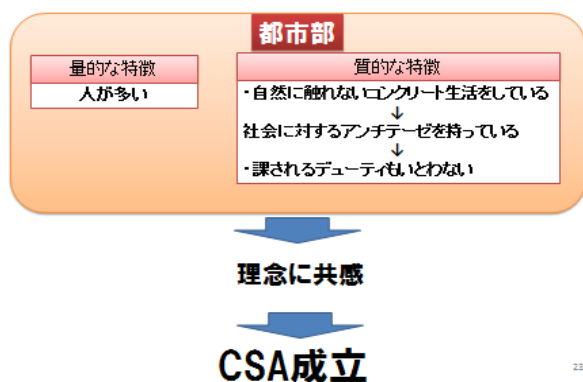 都市部
量的な特徴
人が多い
質的な特徴
・自然に触れないコンクリート生活をしている
↓
社会に対するアンチテーゼを持っている
↓
・課されるデューティもいとわない
理念に共感
CSA成立
23